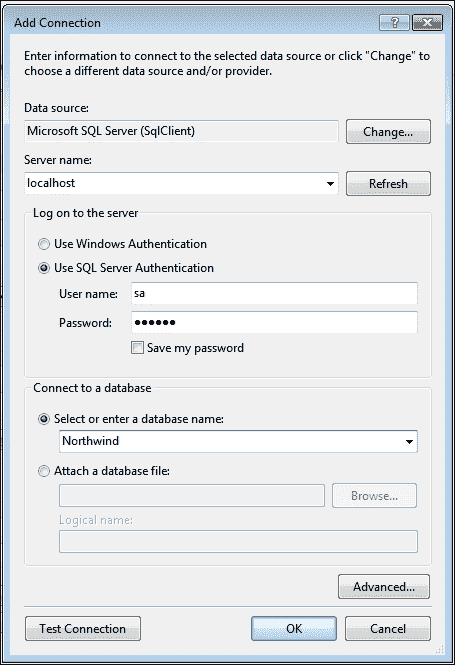 Add Connection
Enter information to connect to the selected data source or click "Change" to
choose a different data source and/or provider.
Data source:
Microsoft SQL Server (SqlClient)
Change...
Server name:
localhost
Refresh
Log on to the server
Use Windows Authentication
Use SQL Server Authentication
User name:
sa
Password:
●●●●●●
Save my password
Connect to a database
Select or enter a database name:
Northwind
Attach a database file:
Browse...
Logical name:
Advanced...
Test Connection
OK
Cancel